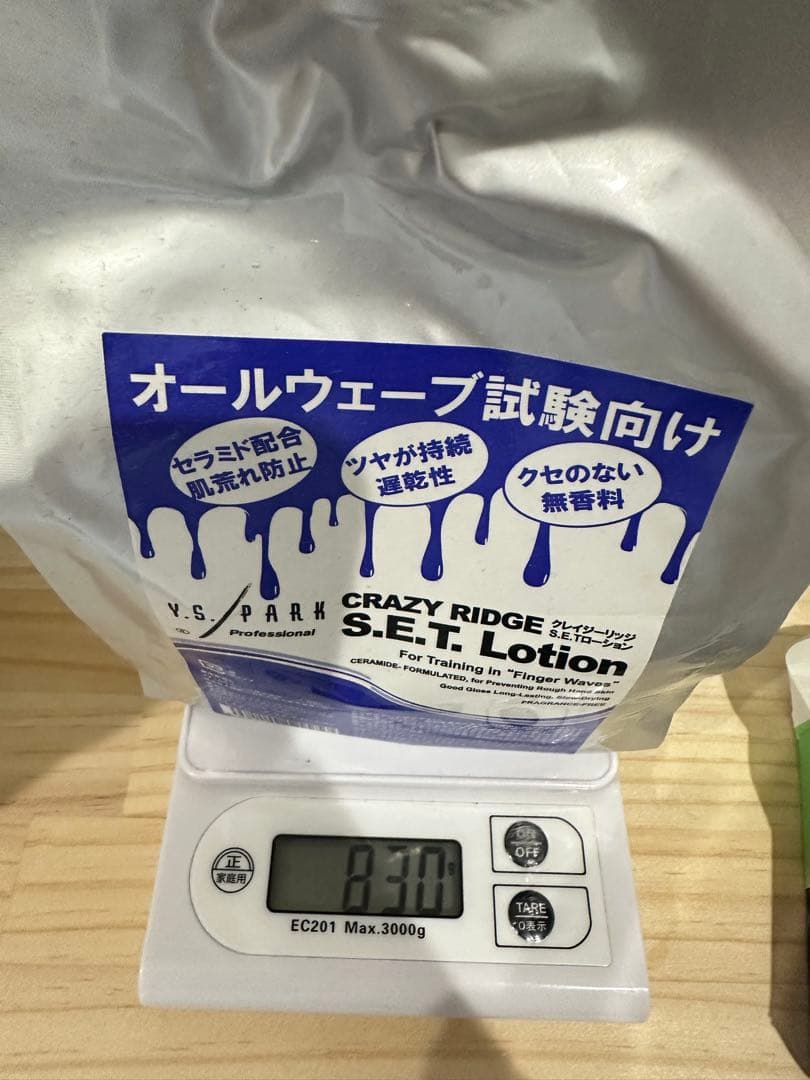 オールウェーブ試験向け
セラミド配合
肌荒れ防止
ツヤが持続
遅乾性
クセのない
無香料
Y.S. PARK
Professional
CRAZY RIDGE
S.E.T. Lotion
クレイジーリッジ
S.E.Tローション
For Training in "Finger Waves"
CERAMIDE- FORMULATED, for Preventing Rough Hand Skin
Good Gloss Long-Lasting, Slow-Drying
FRAGRANCE-FREE
正
家庭用
830g
EC201 Max.3000g
ON
OFF
TARE
0表示